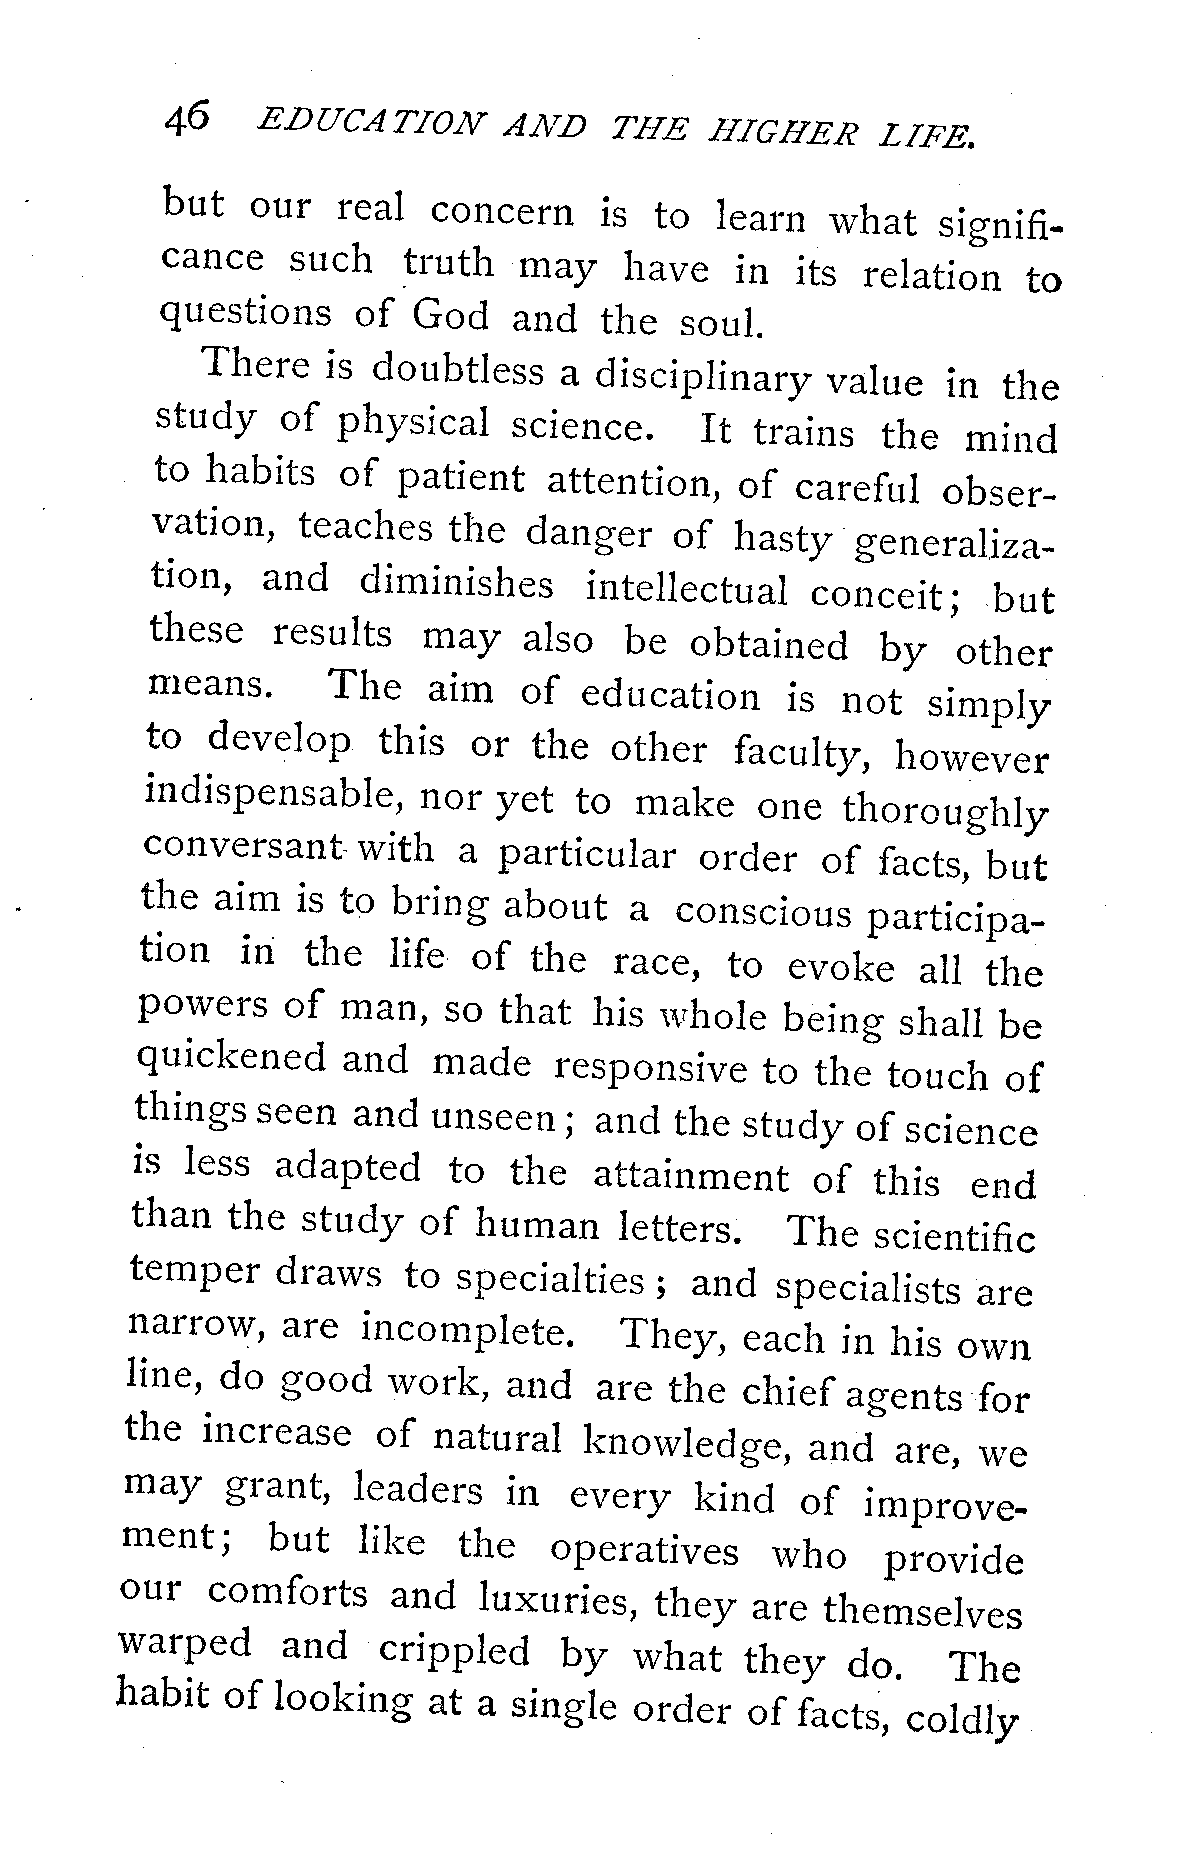 46 EDUCATION AND THE HIGHER LIFE.
but our real concern is to learn what signifi-
cance such truth may have in its relation to
questions of God and the soul.
There is doubtless a disciplinary value in the
study of physical science. It trains the mind
to habits of patient attention, of careful obser-
vation, teaches the danger of hasty generaliza-
tion, and diminishes intellectual conceit; but
these results may also be obtained by other
means. The aim of education is not simply
to develop this or the other faculty, however
indispensable, nor yet to make one thoroughly
conversant with a particular order of facts, but
the aim is to bring about a conscious participa-
tion in the life of the race, to evoke all the
powers of man, so that his whole being shall be
quickened and made responsive to the touch of
things seen and unseen; and the study of science
is less adapted to the attainment of this end
than the study of human letters. The scientific
temper draws to specialties; and specialists are
narrow, are incomplete. They, each in his own
line, do good work, and are the chief agents for
the increase of natural knowledge, and are, we
may grant, leaders in every kind of improve-
ment; but like the operatives who provide
our comforts and luxuries, they are themselves
warped and crippled by what they do. The
habit of looking at a single order of facts, coldly